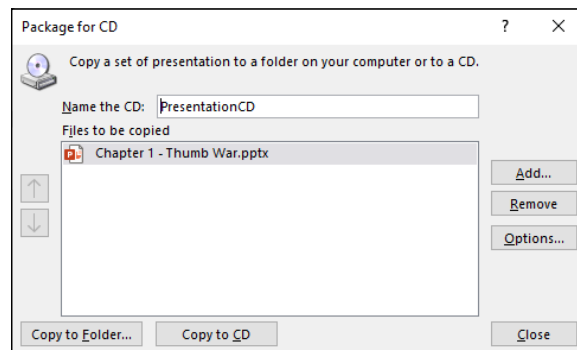 Package for CD ? ×
Copy a set of presentation to a folder on your computer or to a CD.
Name the CD: PresentationCD
Files to be copied
Chapter 1 - Thumb War.pptx
Add...
Remove
Options...
Copy to Folder... Copy to CD Close